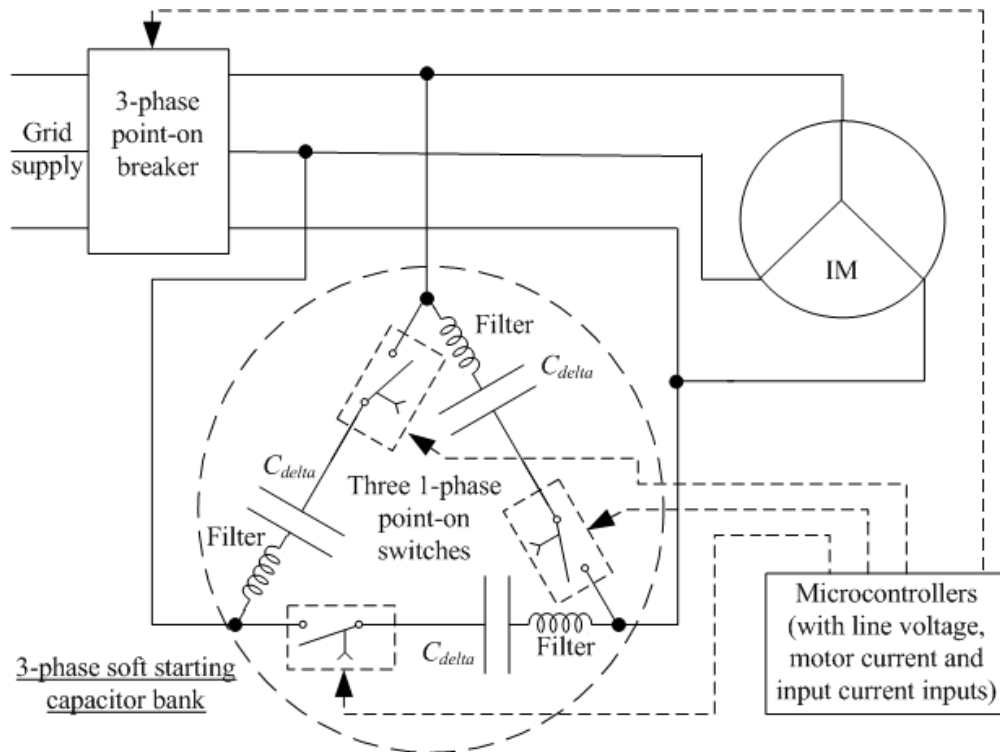 3-phase
point-on
breaker
Grid
supply
IM
Filter
C_delta
C_delta
Three 1-phase
point-on
switches
Filter
C_delta
Filter
3-phase soft starting
capacitor bank
Microcontrollers
(with line voltage,
motor current and
input current inputs)